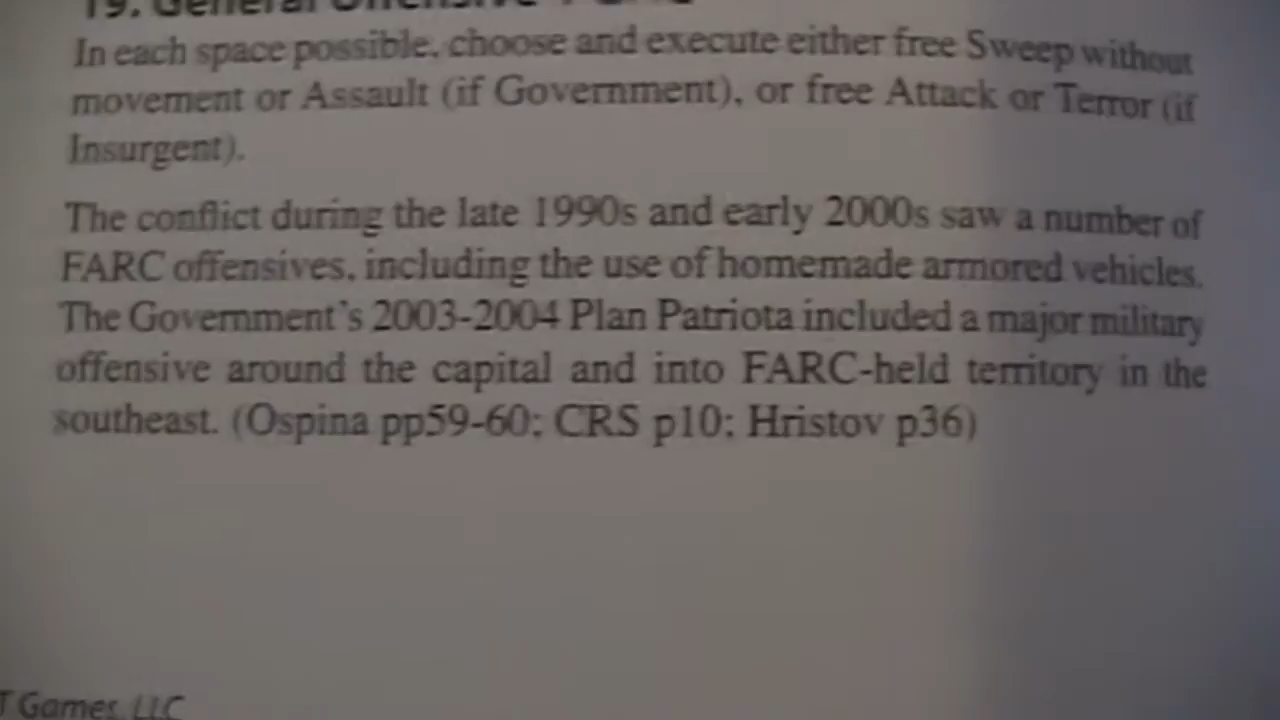 19. General Offensive
In each space possible, choose and execute either free Sweep without
movement or Assault (if Government), or free Attack or Terror (if
Insurgent).
The conflict during the late 1990s and early 2000s saw a number of
FARC offensives, including the use of homemade armored vehicles.
The Government's 2003-2004 Plan Patriota included a major military
offensive around the capital and into FARC-held territory in the
southeast. (Ospina pp59-60; CRS p10; Hristov p36)
T Games, LLC